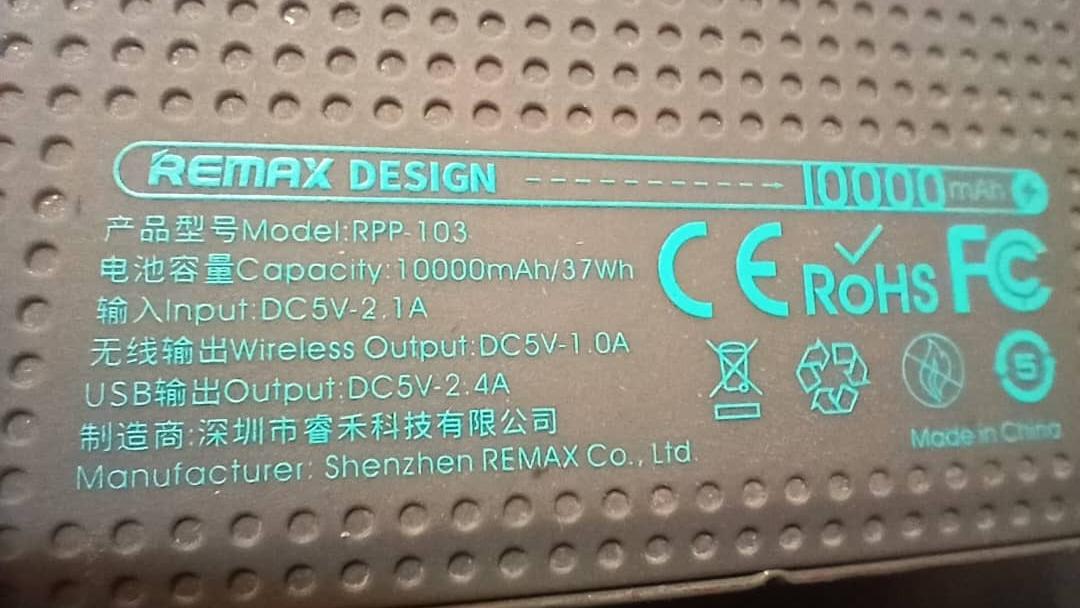 REMAX DESIGN 10000mAh
产品型号Model:RPP-103
电池容量Capacity:10000mAh/37Wh
输入Input:DC5V-2.1A
无线输出Wireless Output:DC5V-1.0A
USB输出Output:DC5V-2.4A
制造商:深圳市睿禾科技有限公司
Manufacturer: Shenzhen REMAX Co., Ltd.
CE RoHS FC
5
Made in China